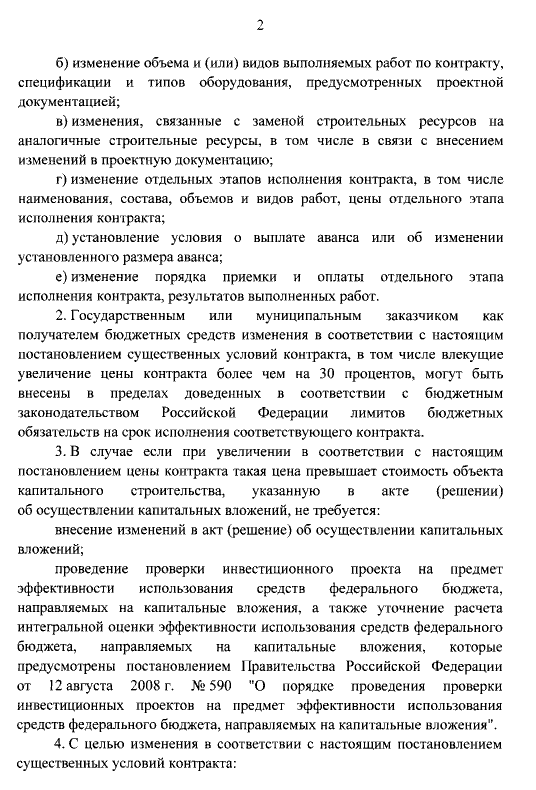 2
б) изменение объема и (или) видов выполняемых работ по контракту,
спецификации и типов оборудования, предусмотренных проектной
документацией;
в) изменения, связанные с заменой строительных ресурсов на
аналогичные строительные ресурсы, в том числе в связи с внесением
изменений в проектную документацию;
г) изменение отдельных этапов исполнения контракта, в том числе
наименования, состава, объемов и видов работ, цены отдельного этапа
исполнения контракта;
д) установление условия о выплате аванса или об изменении
установленного размера аванса;
е) изменение порядка приемки и оплаты отдельного этапа
исполнения контракта, результатов выполненных работ.
2. Государственным или муниципальным заказчиком как
получателем бюджетных средств изменения в соответствии с настоящим
постановлением существенных условий контракта, в том числе влекущие
увеличение цены контракта более чем на 30 процентов, могут быть
внесены в пределах доведенных в соответствии с бюджетным
законодательством Российской Федерации лимитов бюджетных
обязательств на срок исполнения соответствующего контракта.
3. В случае если при увеличении в соответствии с настоящим
постановлением цены контракта такая цена превышает стоимость объекта
капитального строительства, указанную в акте (решении)
об осуществлении капитальных вложений, не требуется:
внесение изменений в акт (решение) об осуществлении капитальных
вложений;
проведение проверки инвестиционного проекта на предмет
эффективности использования средств федерального бюджета,
направляемых на капитальные вложения, а также уточнение расчета
интегральной оценки эффективности использования средств федерального
бюджета, направляемых на капитальные вложения, которые
предусмотрены постановлением Правительства Российской Федерации
от 12 августа 2008 г. № 590 "О порядке проведения проверки
инвестиционных проектов на предмет эффективности использования
средств федерального бюджета, направляемых на капитальные вложения".
4. С целью изменения в соответствии с настоящим постановлением
существенных условий контракта: